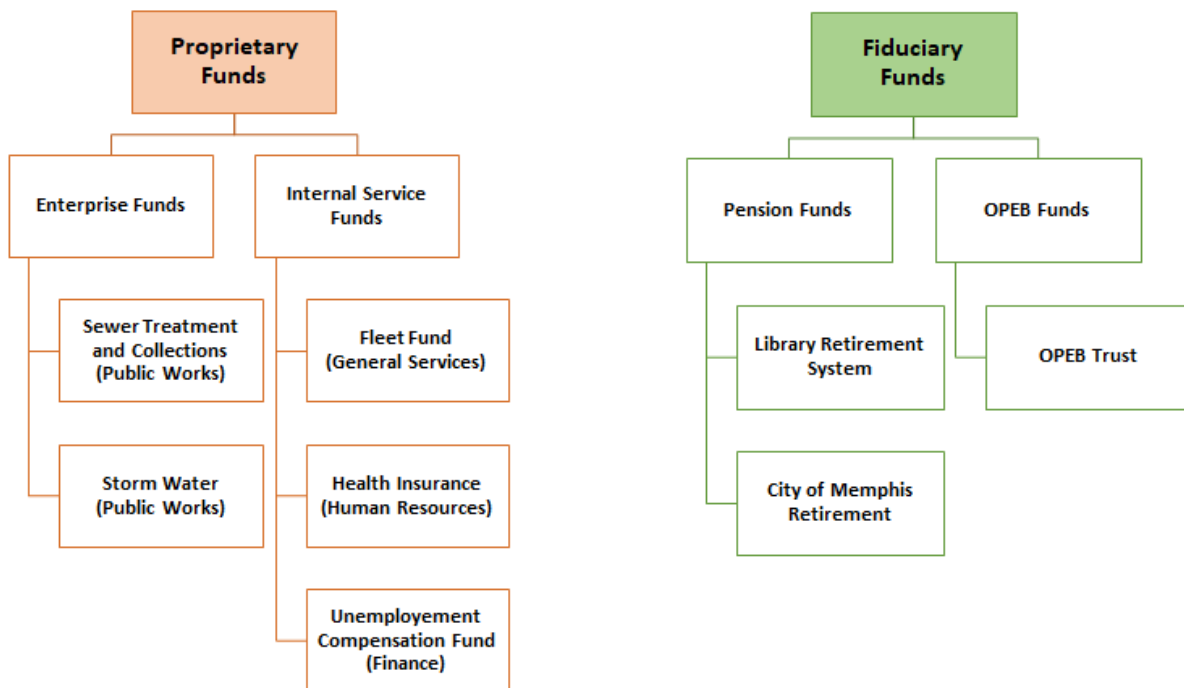 Proprietary
Funds
Enterprise Funds
Internal Service
Funds
Sewer Treatment
and Collections
(Public Works)
Storm Water
(Public Works)
Fleet Fund
(General Services)
Health Insurance
(Human Resources)
Unemployement
Compensation Fund
(Finance)
Fiduciary
Funds
Pension Funds
OPEB Funds
Library Retirement
System
City of Memphis
Retirement
OPEB Trust